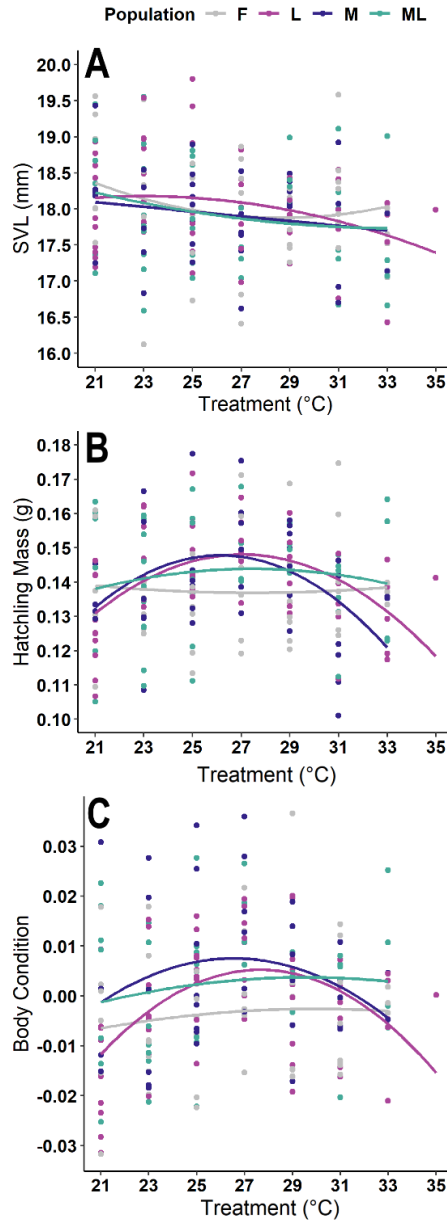 Population F L M ML
A
SVL (mm)
20.0
19.5
19.0
18.5
18.0
17.5
17.0
16.5
16.0
21 23 25 27 29 31 33 35
Treatment (°C)
B
Hatchling Mass (g)
0.18
0.17
0.16
0.15
0.14
0.13
0.12
0.11
0.10
21 23 25 27 29 31 33 35
Treatment (°C)
C
Body Condition
0.03
0.02
0.01
0.00
-0.01
-0.02
-0.03
21 23 25 27 29 31 33 35
Treatment (°C)